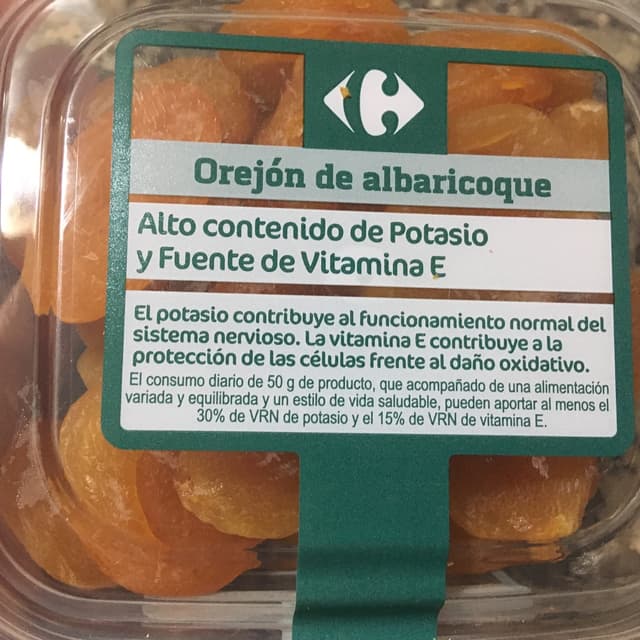 Orejón de albaricoque
Alto contenido de Potasio
y Fuente de Vitamina E
El potasio contribuye al funcionamiento normal del
sistema nervioso. La vitamina E contribuye a la
protección de las células frente al daño oxidativo.
El consumo diario de 50 g de producto, que acompañado de una alimentación
variada y equilibrada y un estilo de vida saludable, pueden aportar al menos el
30% de VRN de potasio y el 15% de VRN de vitamina E.